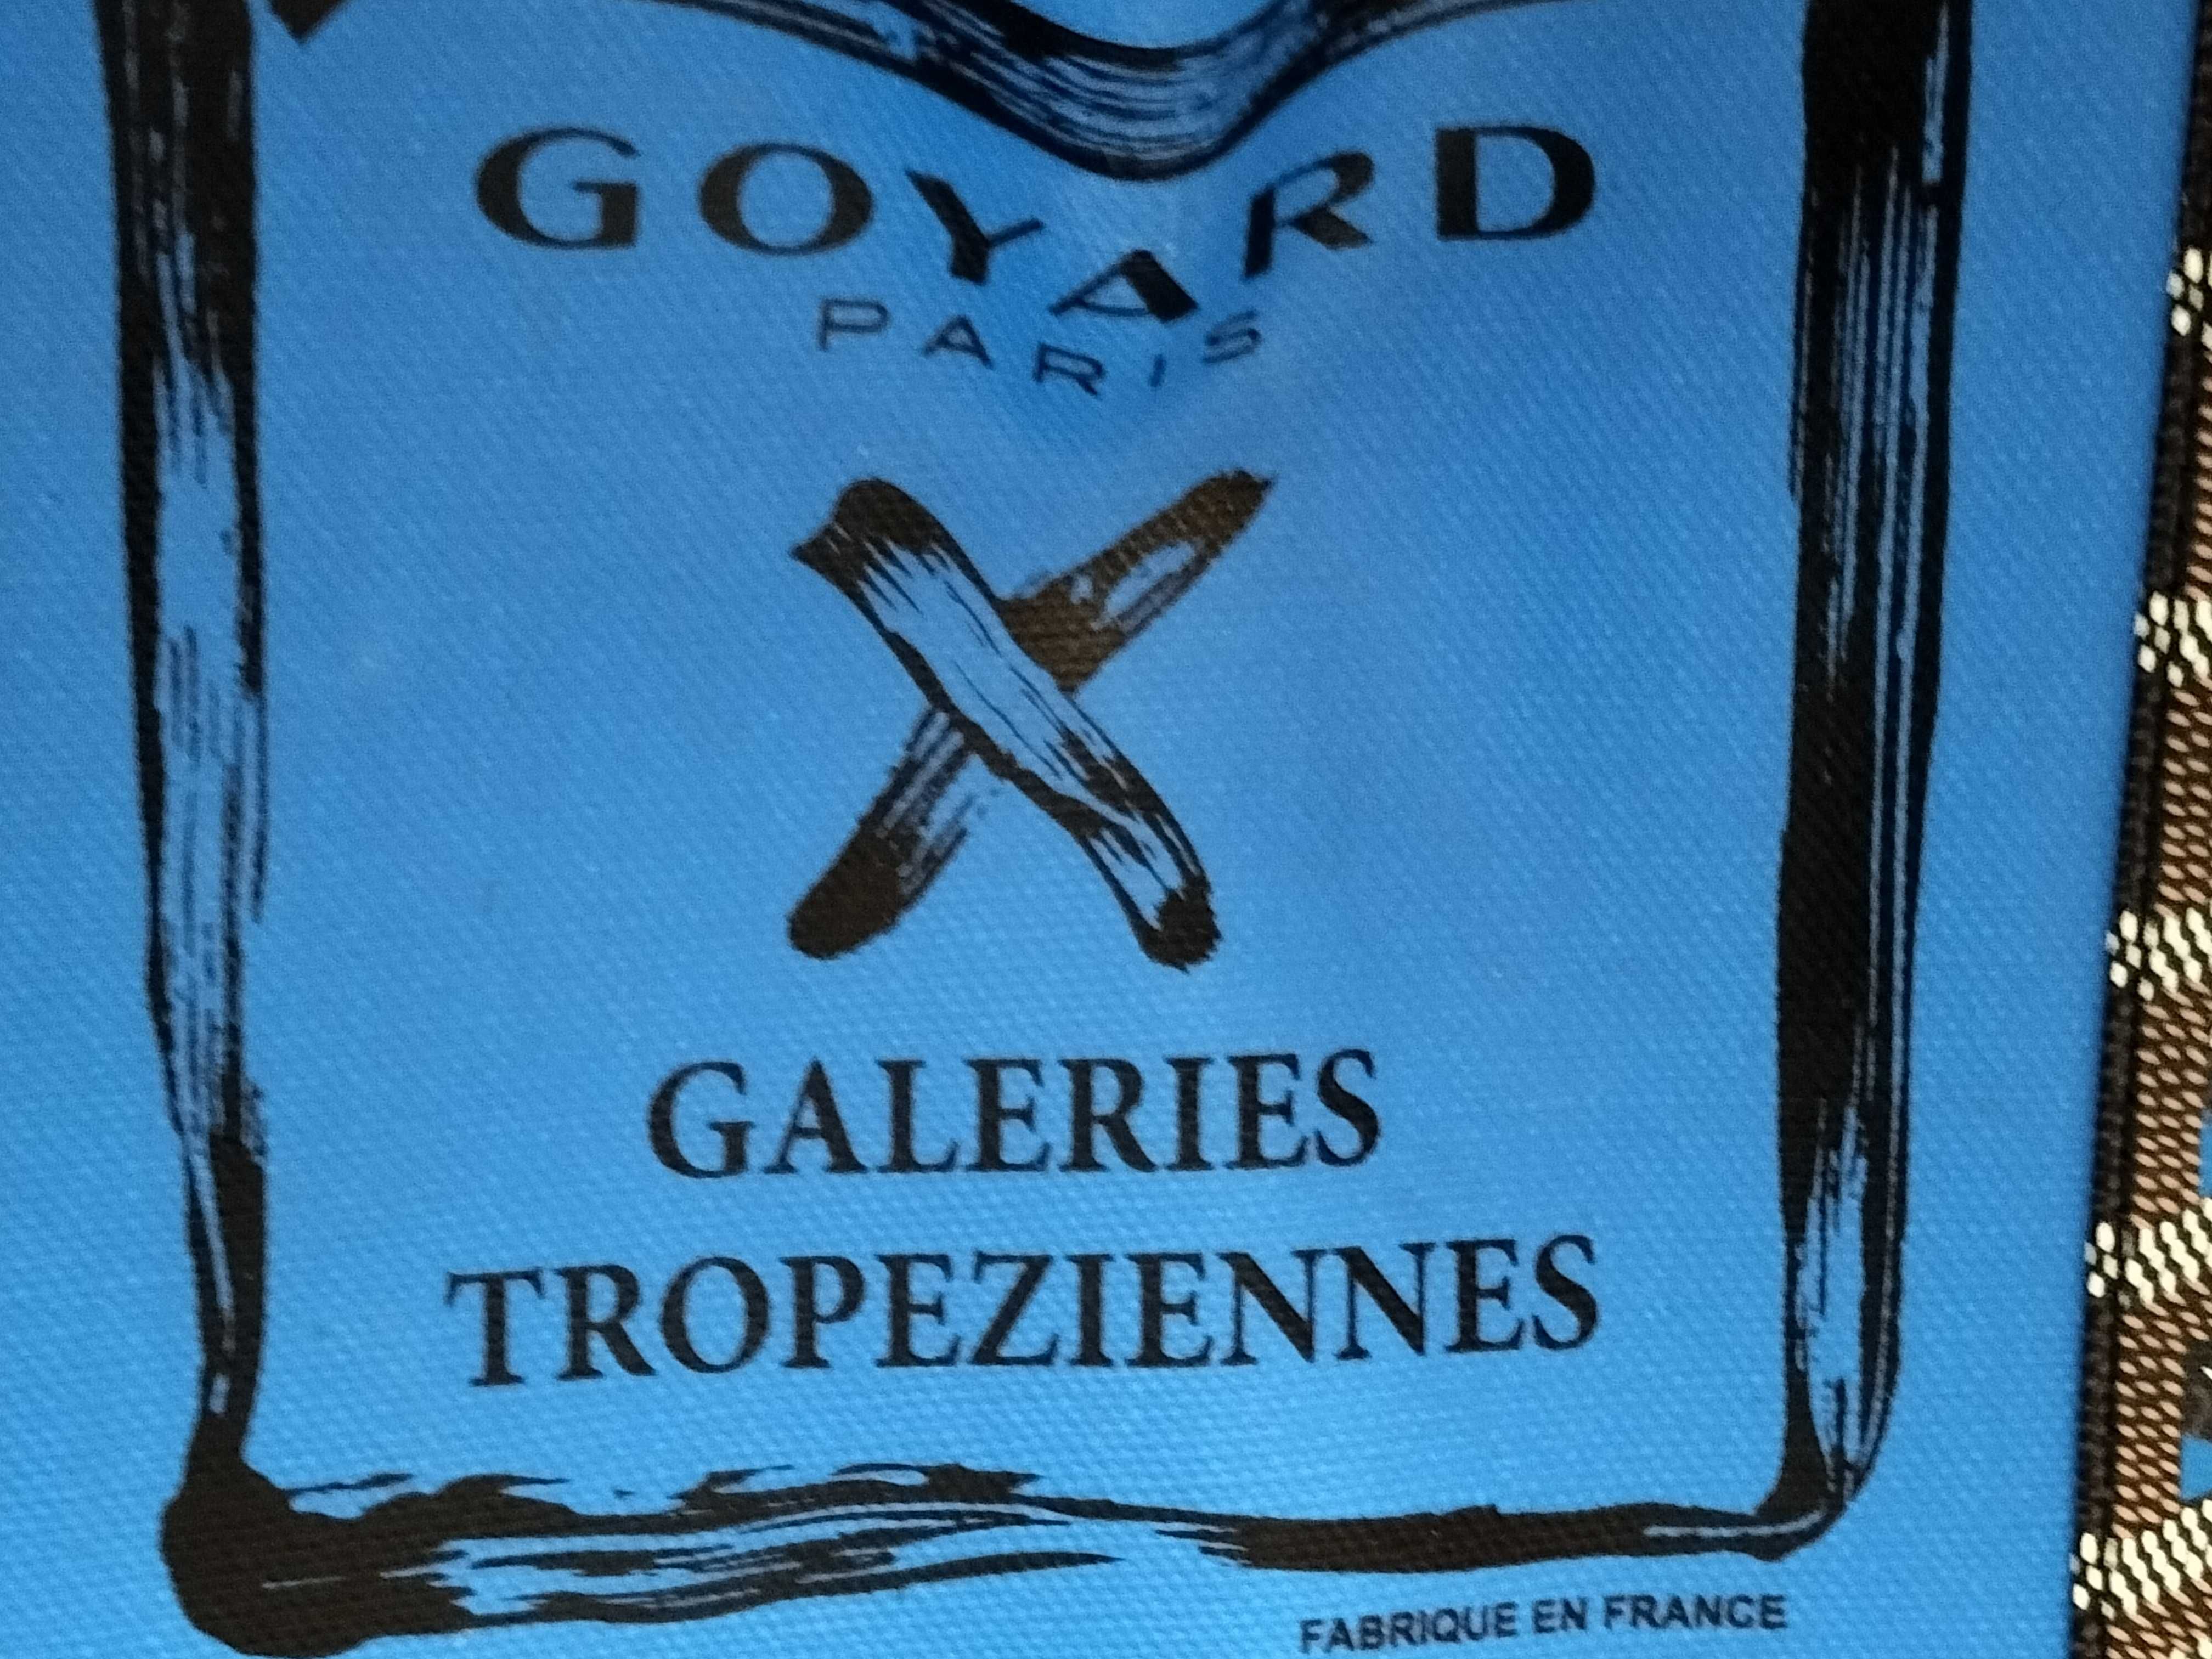 GOYARD
PARIS
X
GALERIES
TROPEZIENNES
FABRIQUE EN FRANCE